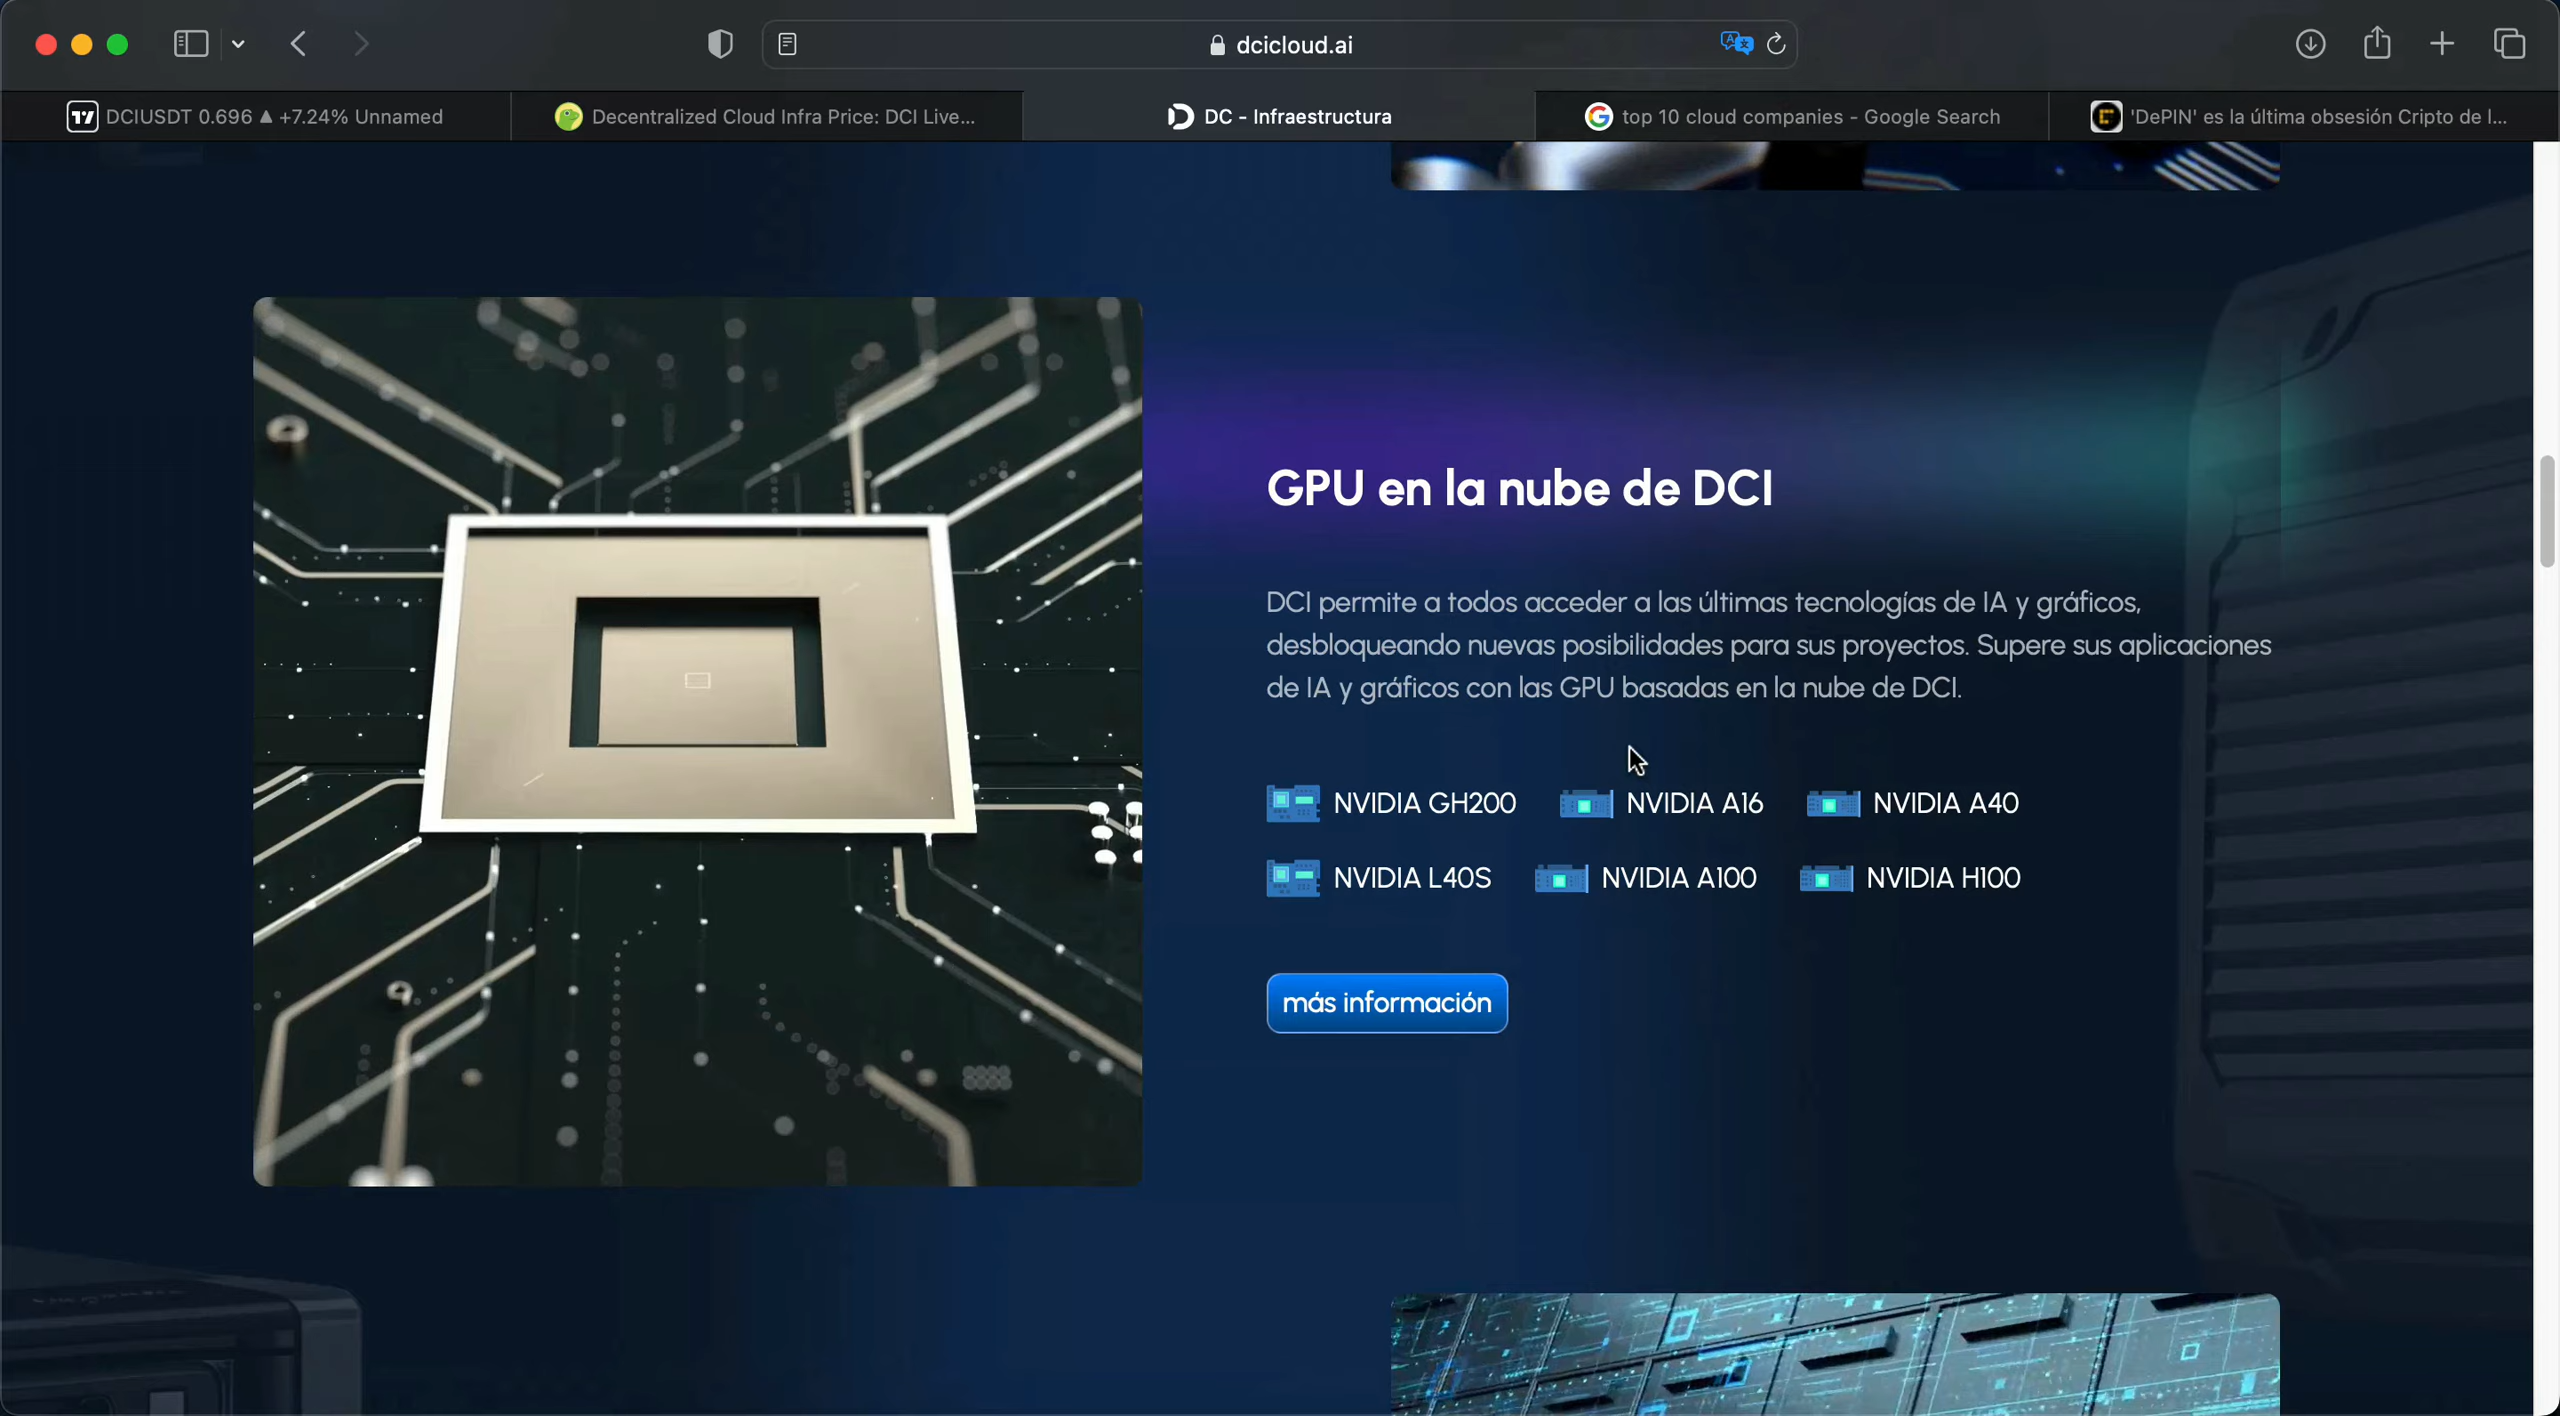 dcicloud.ai
DCIUSDT 0.696 ▲ +7.24% Unnamed
Decentralized Cloud Infra Price: DCI Live...
DC - Infraestructura
top 10 cloud companies - Google Search
'DePIN' es la última obsesión Cripto de l...
GPU en la nube de DCI
DCI permite a todos acceder a las últimas tecnologías de IA y gráficos,
desbloqueando nuevas posibilidades para sus proyectos. Supere sus aplicaciones
de IA y gráficos con las GPU basadas en la nube de DCI.
NVIDIA GH200 NVIDIA A16 NVIDIA A40
NVIDIA L40S NVIDIA A100 NVIDIA H100
más información